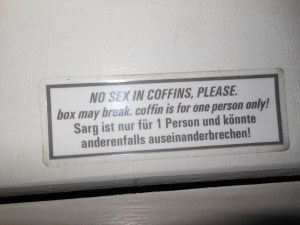 NO SEX IN COFFINS, PLEASE.
box may break. coffin is for one person only!
Sarg ist nur für 1 Person und könnte
anderenfalls auseinanderbrechen!